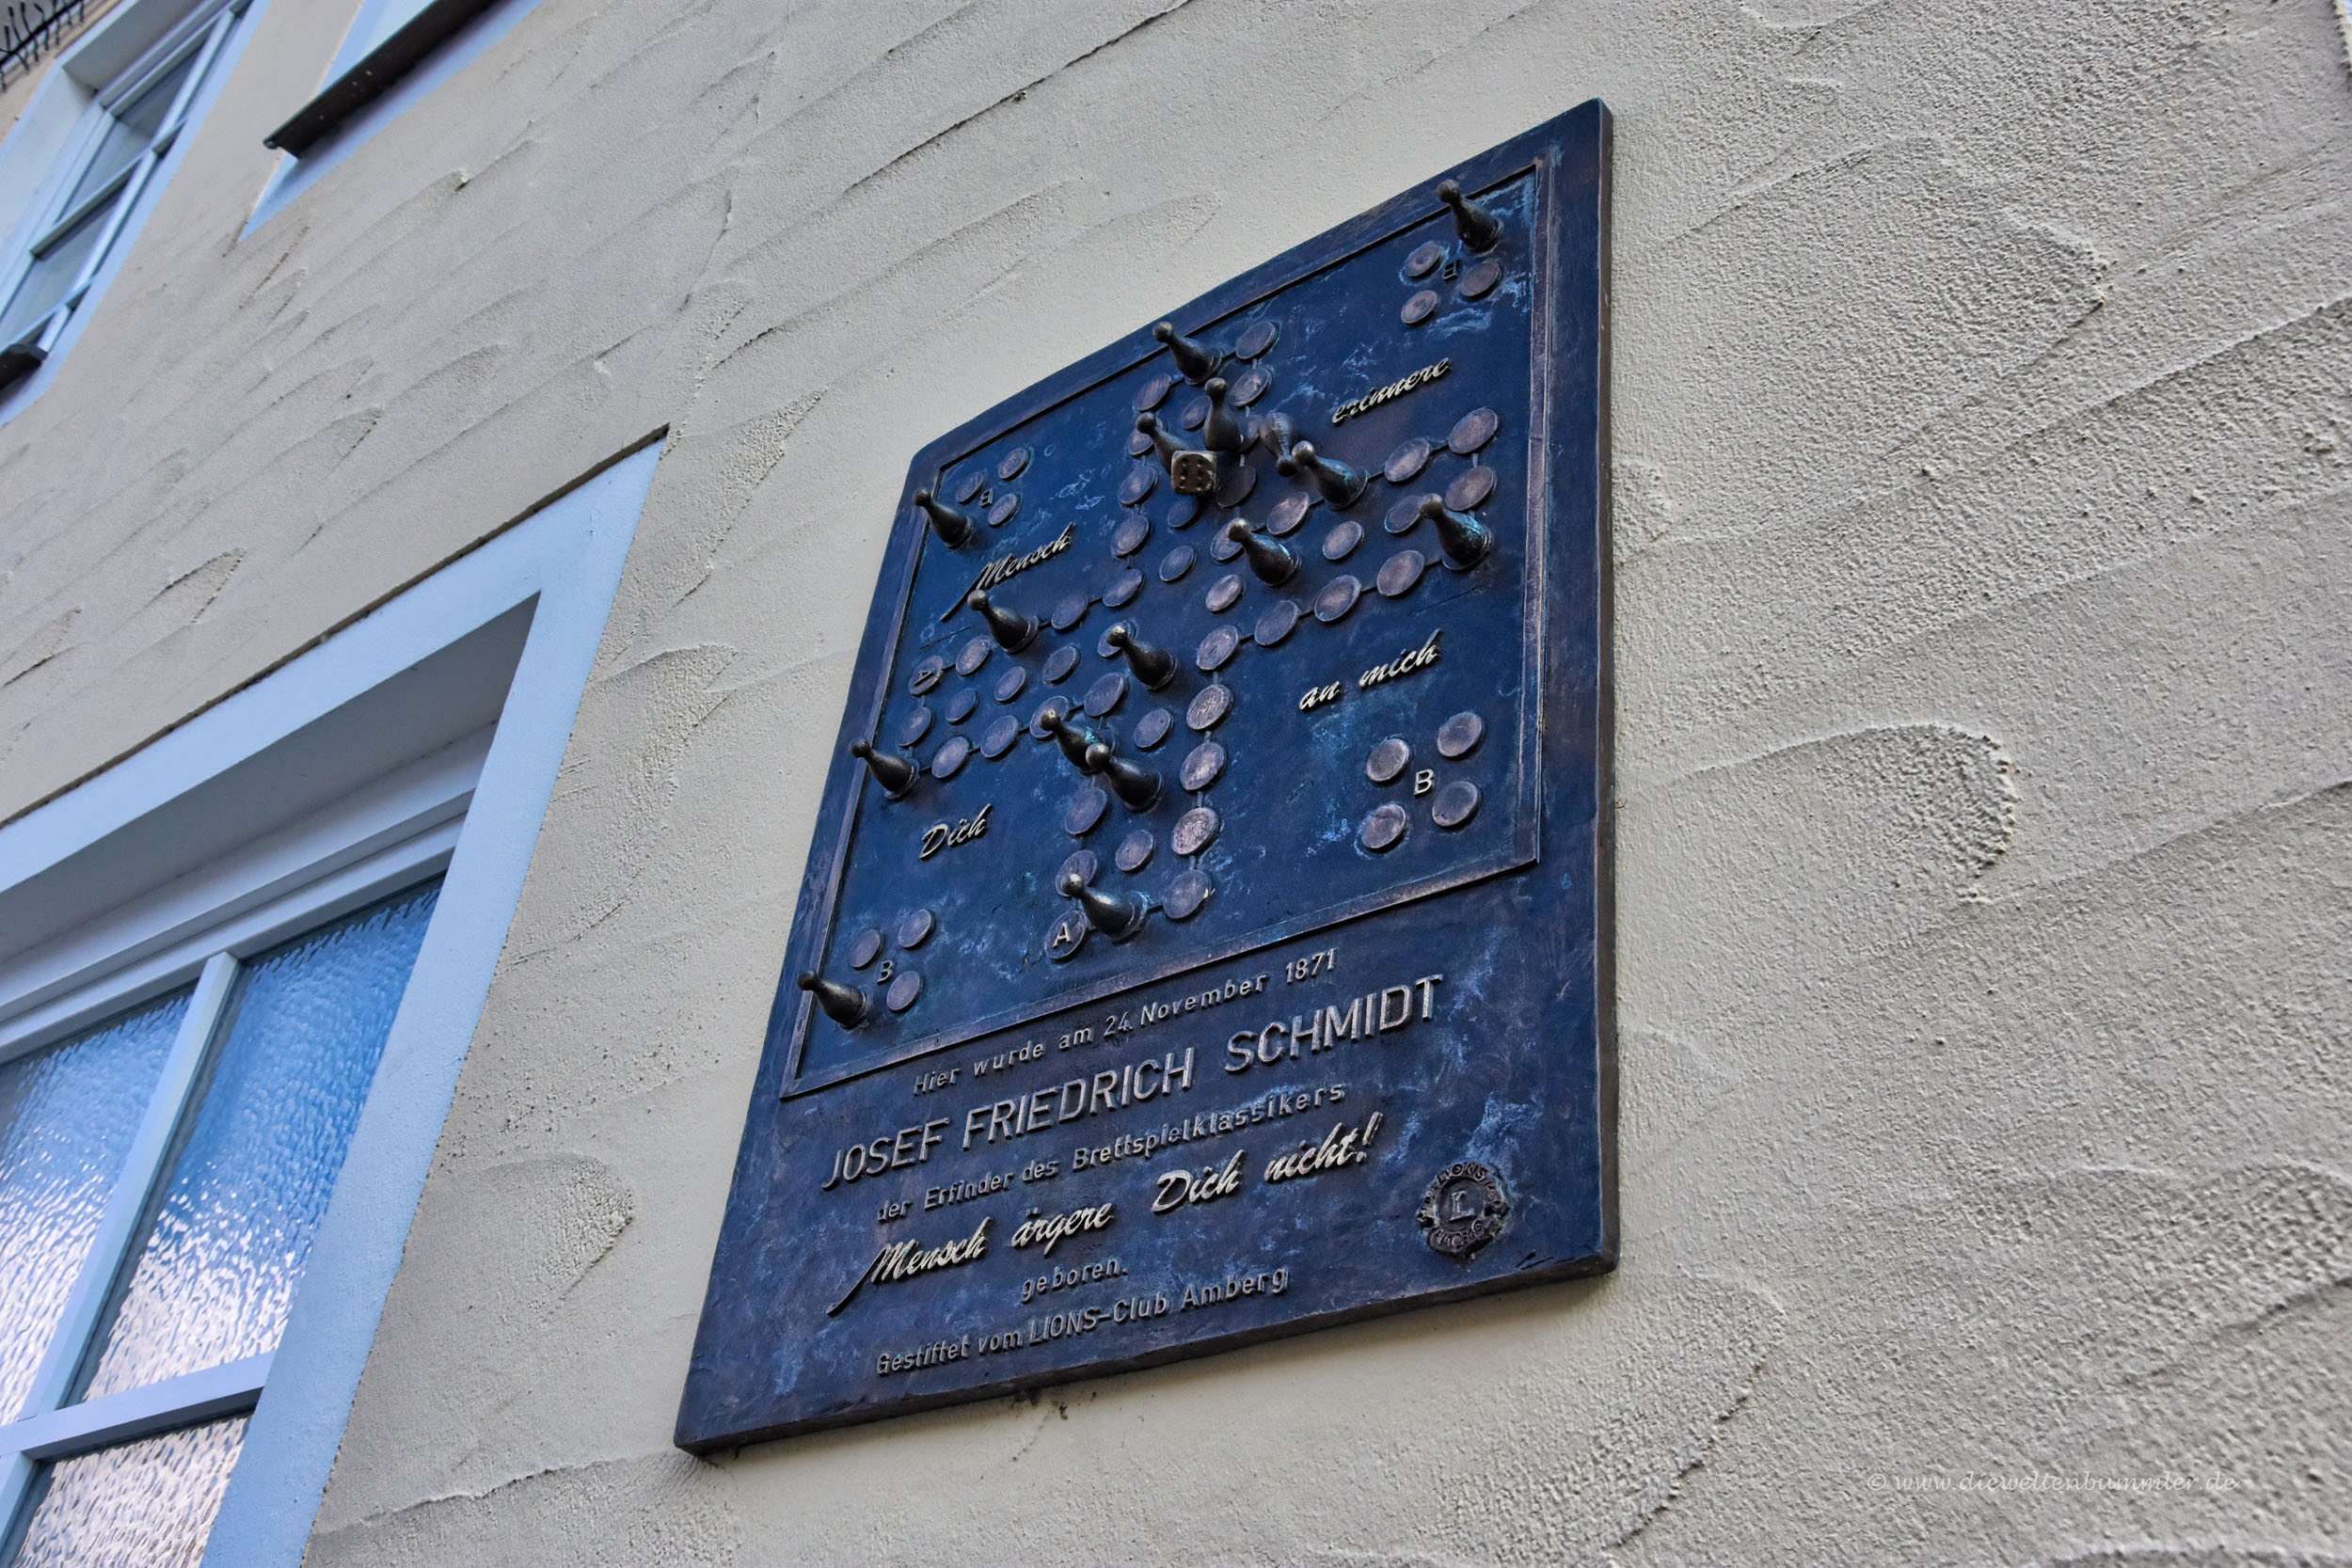 B
B
Mensch
erinnere
A
Dich
an mich
B
B
A
Hier wurde am 24. November 1871
JOSEF FRIEDRICH SCHMIDT
der Erfinder des Brettspielklassikers
Mensch ärgere Dich nicht!
geboren.
Gestiftet vom LIONS-Club Amberg
LIONS
L
© www.dieweltenbummler.de